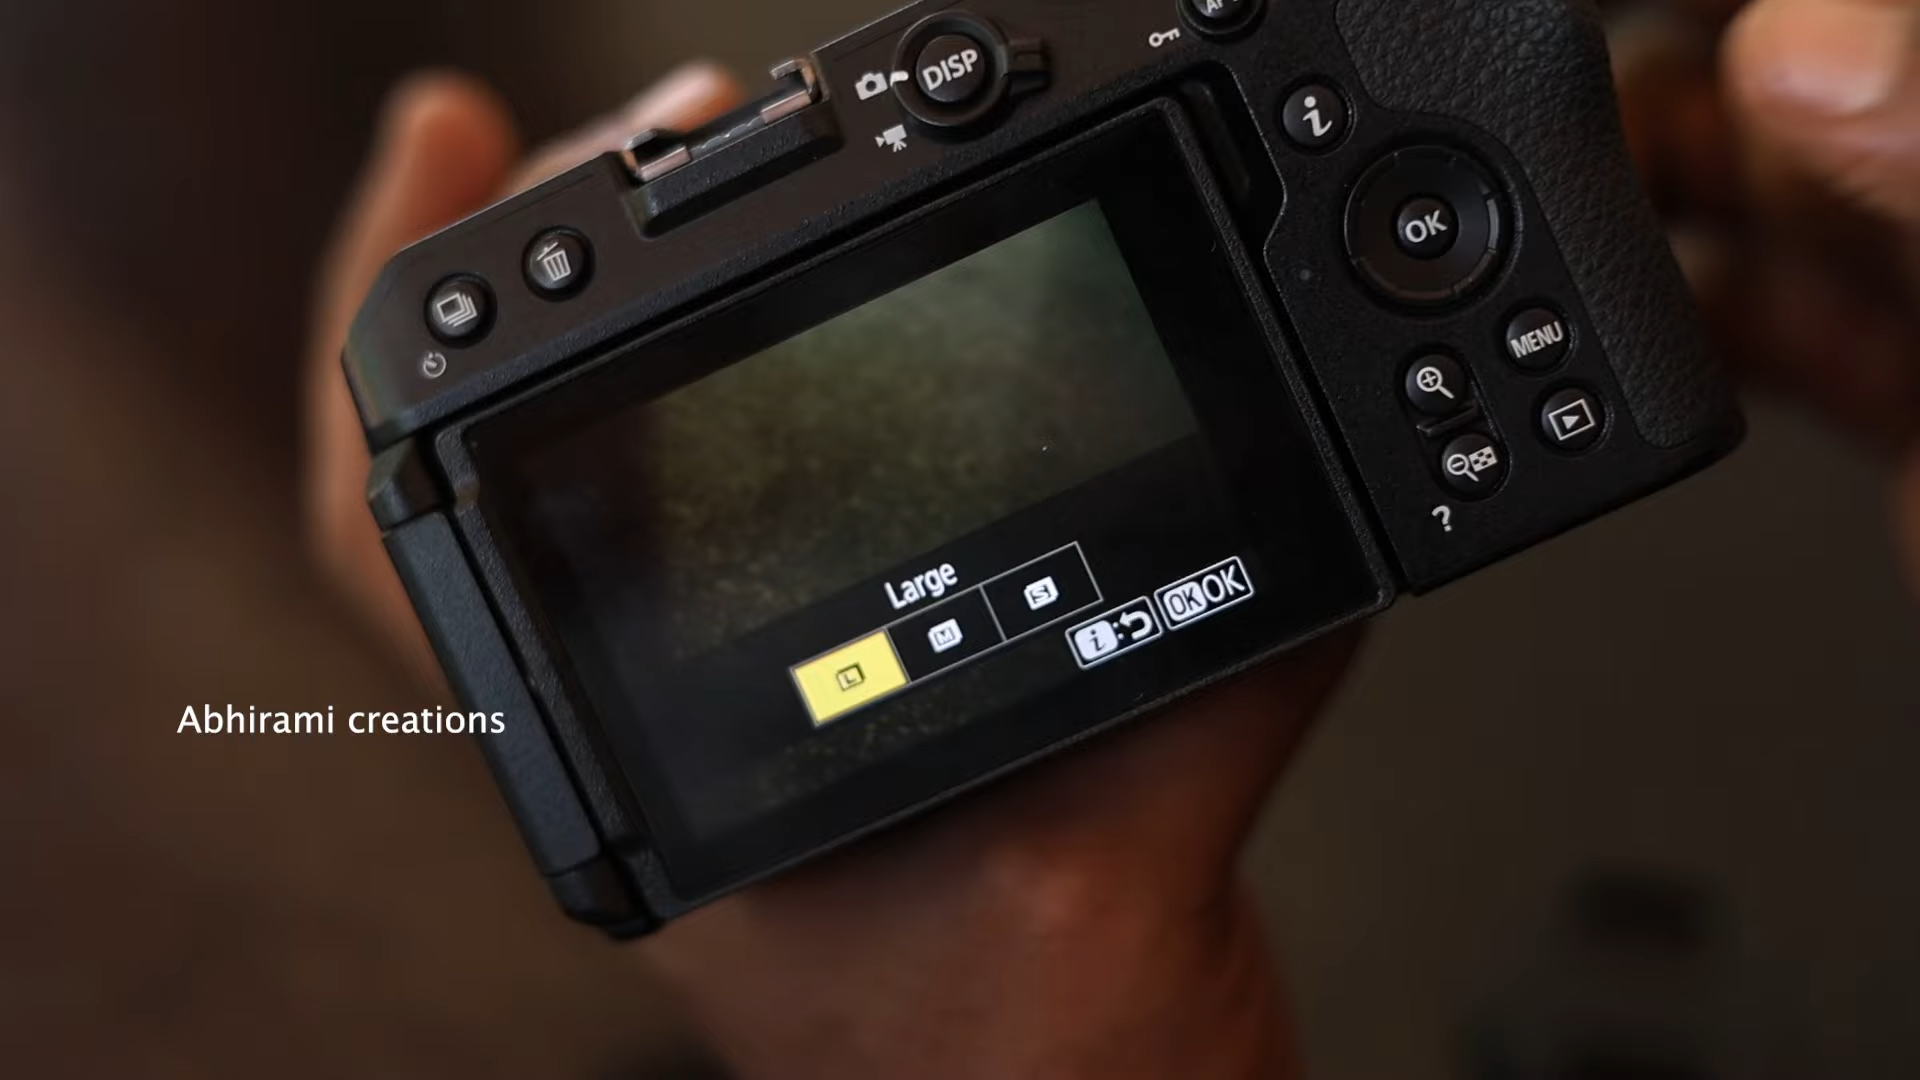 DISP
i
OK
MENU
?
Large
L
M
S
i:
OK OK
Abhirami creations